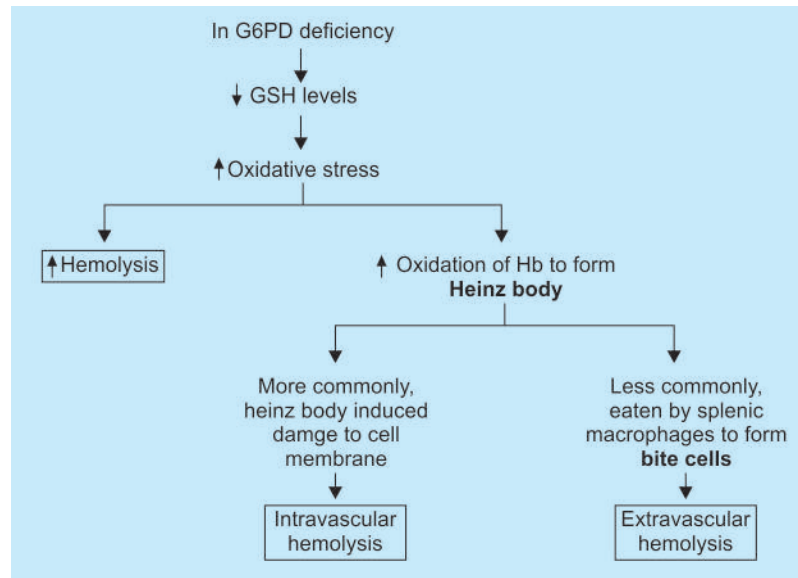 In G6PD deficiency
↓ GSH levels
↑ Oxidative stress
↑ Hemolysis
↑ Oxidation of Hb to form
Heinz body
More commonly,
heinz body induced
damge to cell
membrane
Intravascular
hemolysis
Less commonly,
eaten by splenic
macrophages to form
bite cells
Extravascular
hemolysis